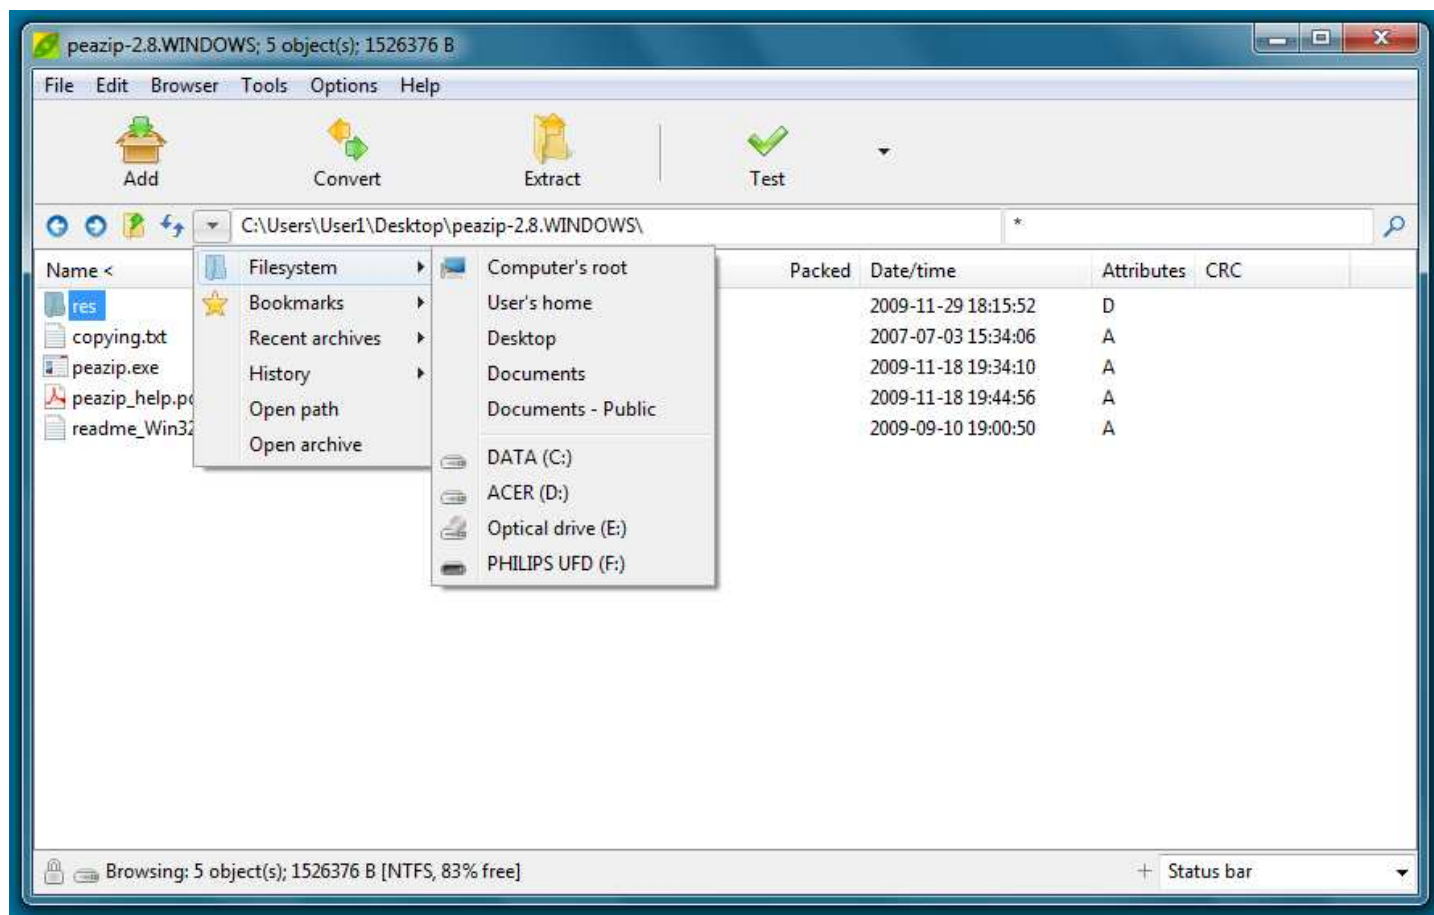 peazip-2.8.WINDOWS; 5 object(s); 1526376 B
File Edit Browser Tools Options Help
Add Convert Extract Test
C:\Users\User1\Desktop\peazip-2.8.WINDOWS\ *
Name < Packed Date/time Attributes CRC
res 2009-11-29 18:15:52 D
copying.txt 2007-07-03 15:34:06 A
peazip.exe 2009-11-18 19:34:10 A
peazip_help.p 2009-11-18 19:44:56 A
readme_Win32 2009-09-10 19:00:50 A
Filesystem
Bookmarks
Recent archives
History
Open path
Open archive
Computer's root
User's home
Desktop
Documents
Documents - Public
DATA (C:)
ACER (D:)
Optical drive (E:)
PHILIPS UFD (F:)
Browsing: 5 object(s); 1526376 B [NTFS, 83% free] + Status bar